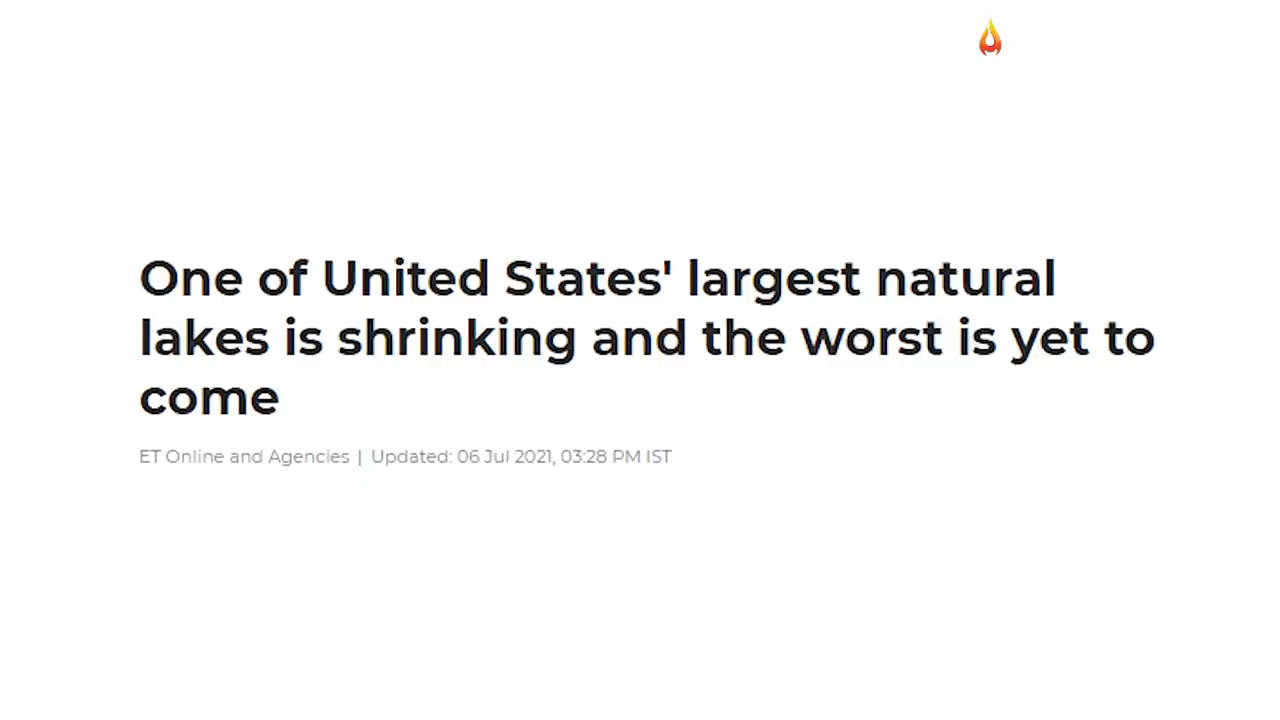 One of United States' largest natural
lakes is shrinking and the worst is yet to
come
ET Online and Agencies | Updated: 06 Jul 2021, 03:28 PM IST